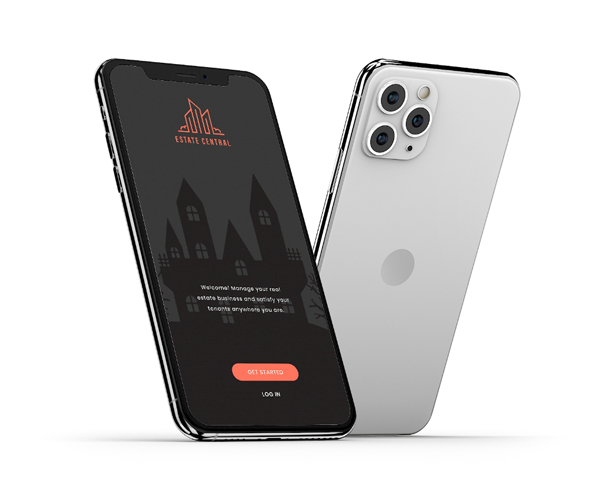 ESTATE CENTRAL
Welcome! Manage your real
estate business and satisfy your
tenants anywhere you are.
GET STARTED
LOG IN